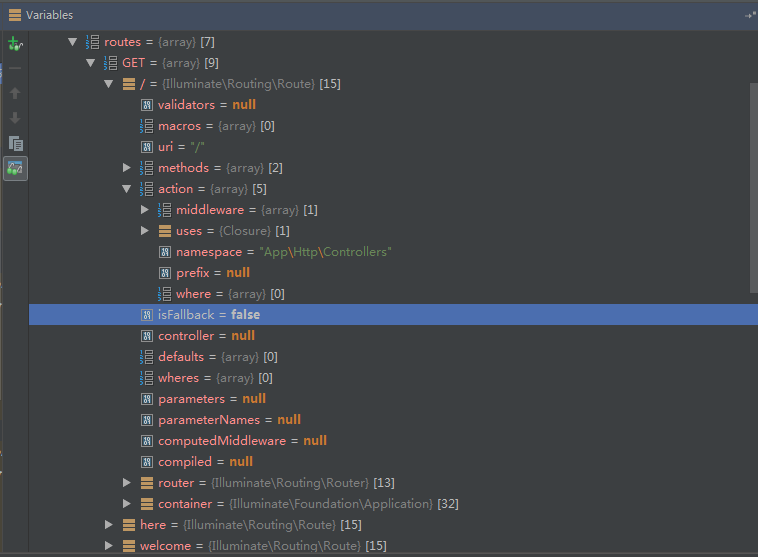 Variables
routes = {array} [7]
GET = {array} [9]
/ = {Illuminate\Routing\Route} [15]
validators = null
macros = {array} [0]
uri = "/"
methods = {array} [2]
action = {array} [5]
middleware = {array} [1]
uses = {Closure} [1]
namespace = "App\Http\Controllers"
prefix = null
where = {array} [0]
isFallback = false
controller = null
defaults = {array} [0]
wheres = {array} [0]
parameters = null
parameterNames = null
computedMiddleware = null
compiled = null
router = {Illuminate\Routing\Router} [13]
container = {Illuminate\Foundation\Application} [32]
here = {Illuminate\Routing\Route} [15]
welcome = {Illuminate\Routing\Route} [15]